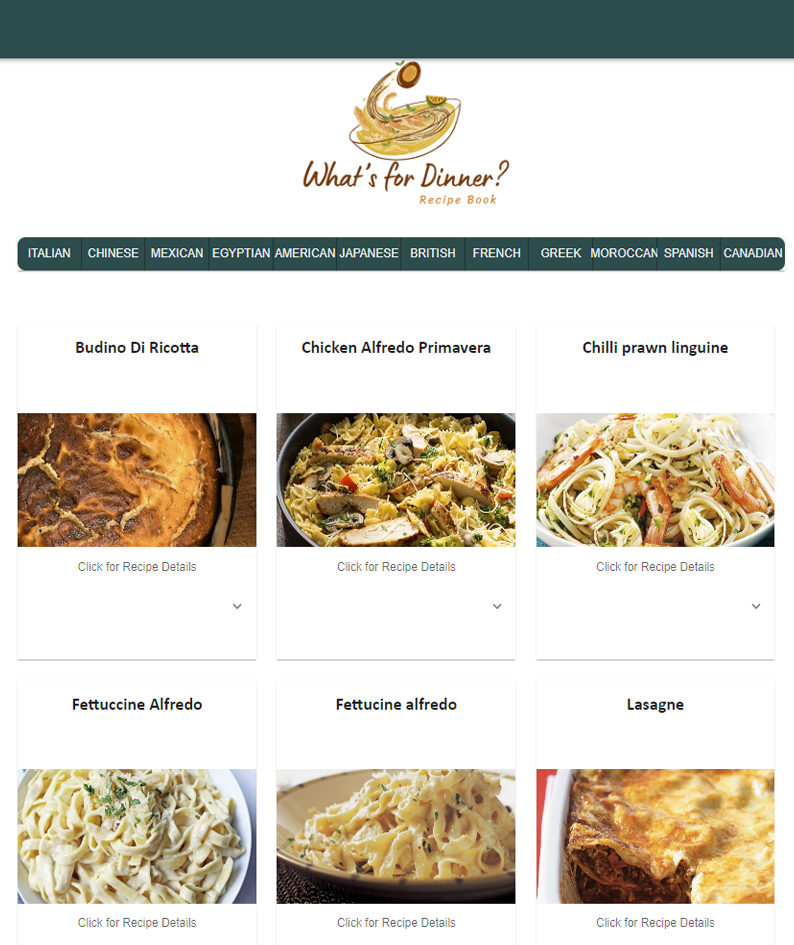 What's for Dinner?
Recipe Book
ITALIAN CHINESE MEXICAN EGYPTIAN AMERICAN JAPANESE BRITISH FRENCH GREEK MOROCCAN SPANISH CANADIAN
Budino Di Ricotta Chicken Alfredo Primavera Chilli prawn linguine
Click for Recipe Details Click for Recipe Details Click for Recipe Details
Fettuccine Alfredo Fettucine alfredo Lasagne
Click for Recipe Details Click for Recipe Details Click for Recipe Details